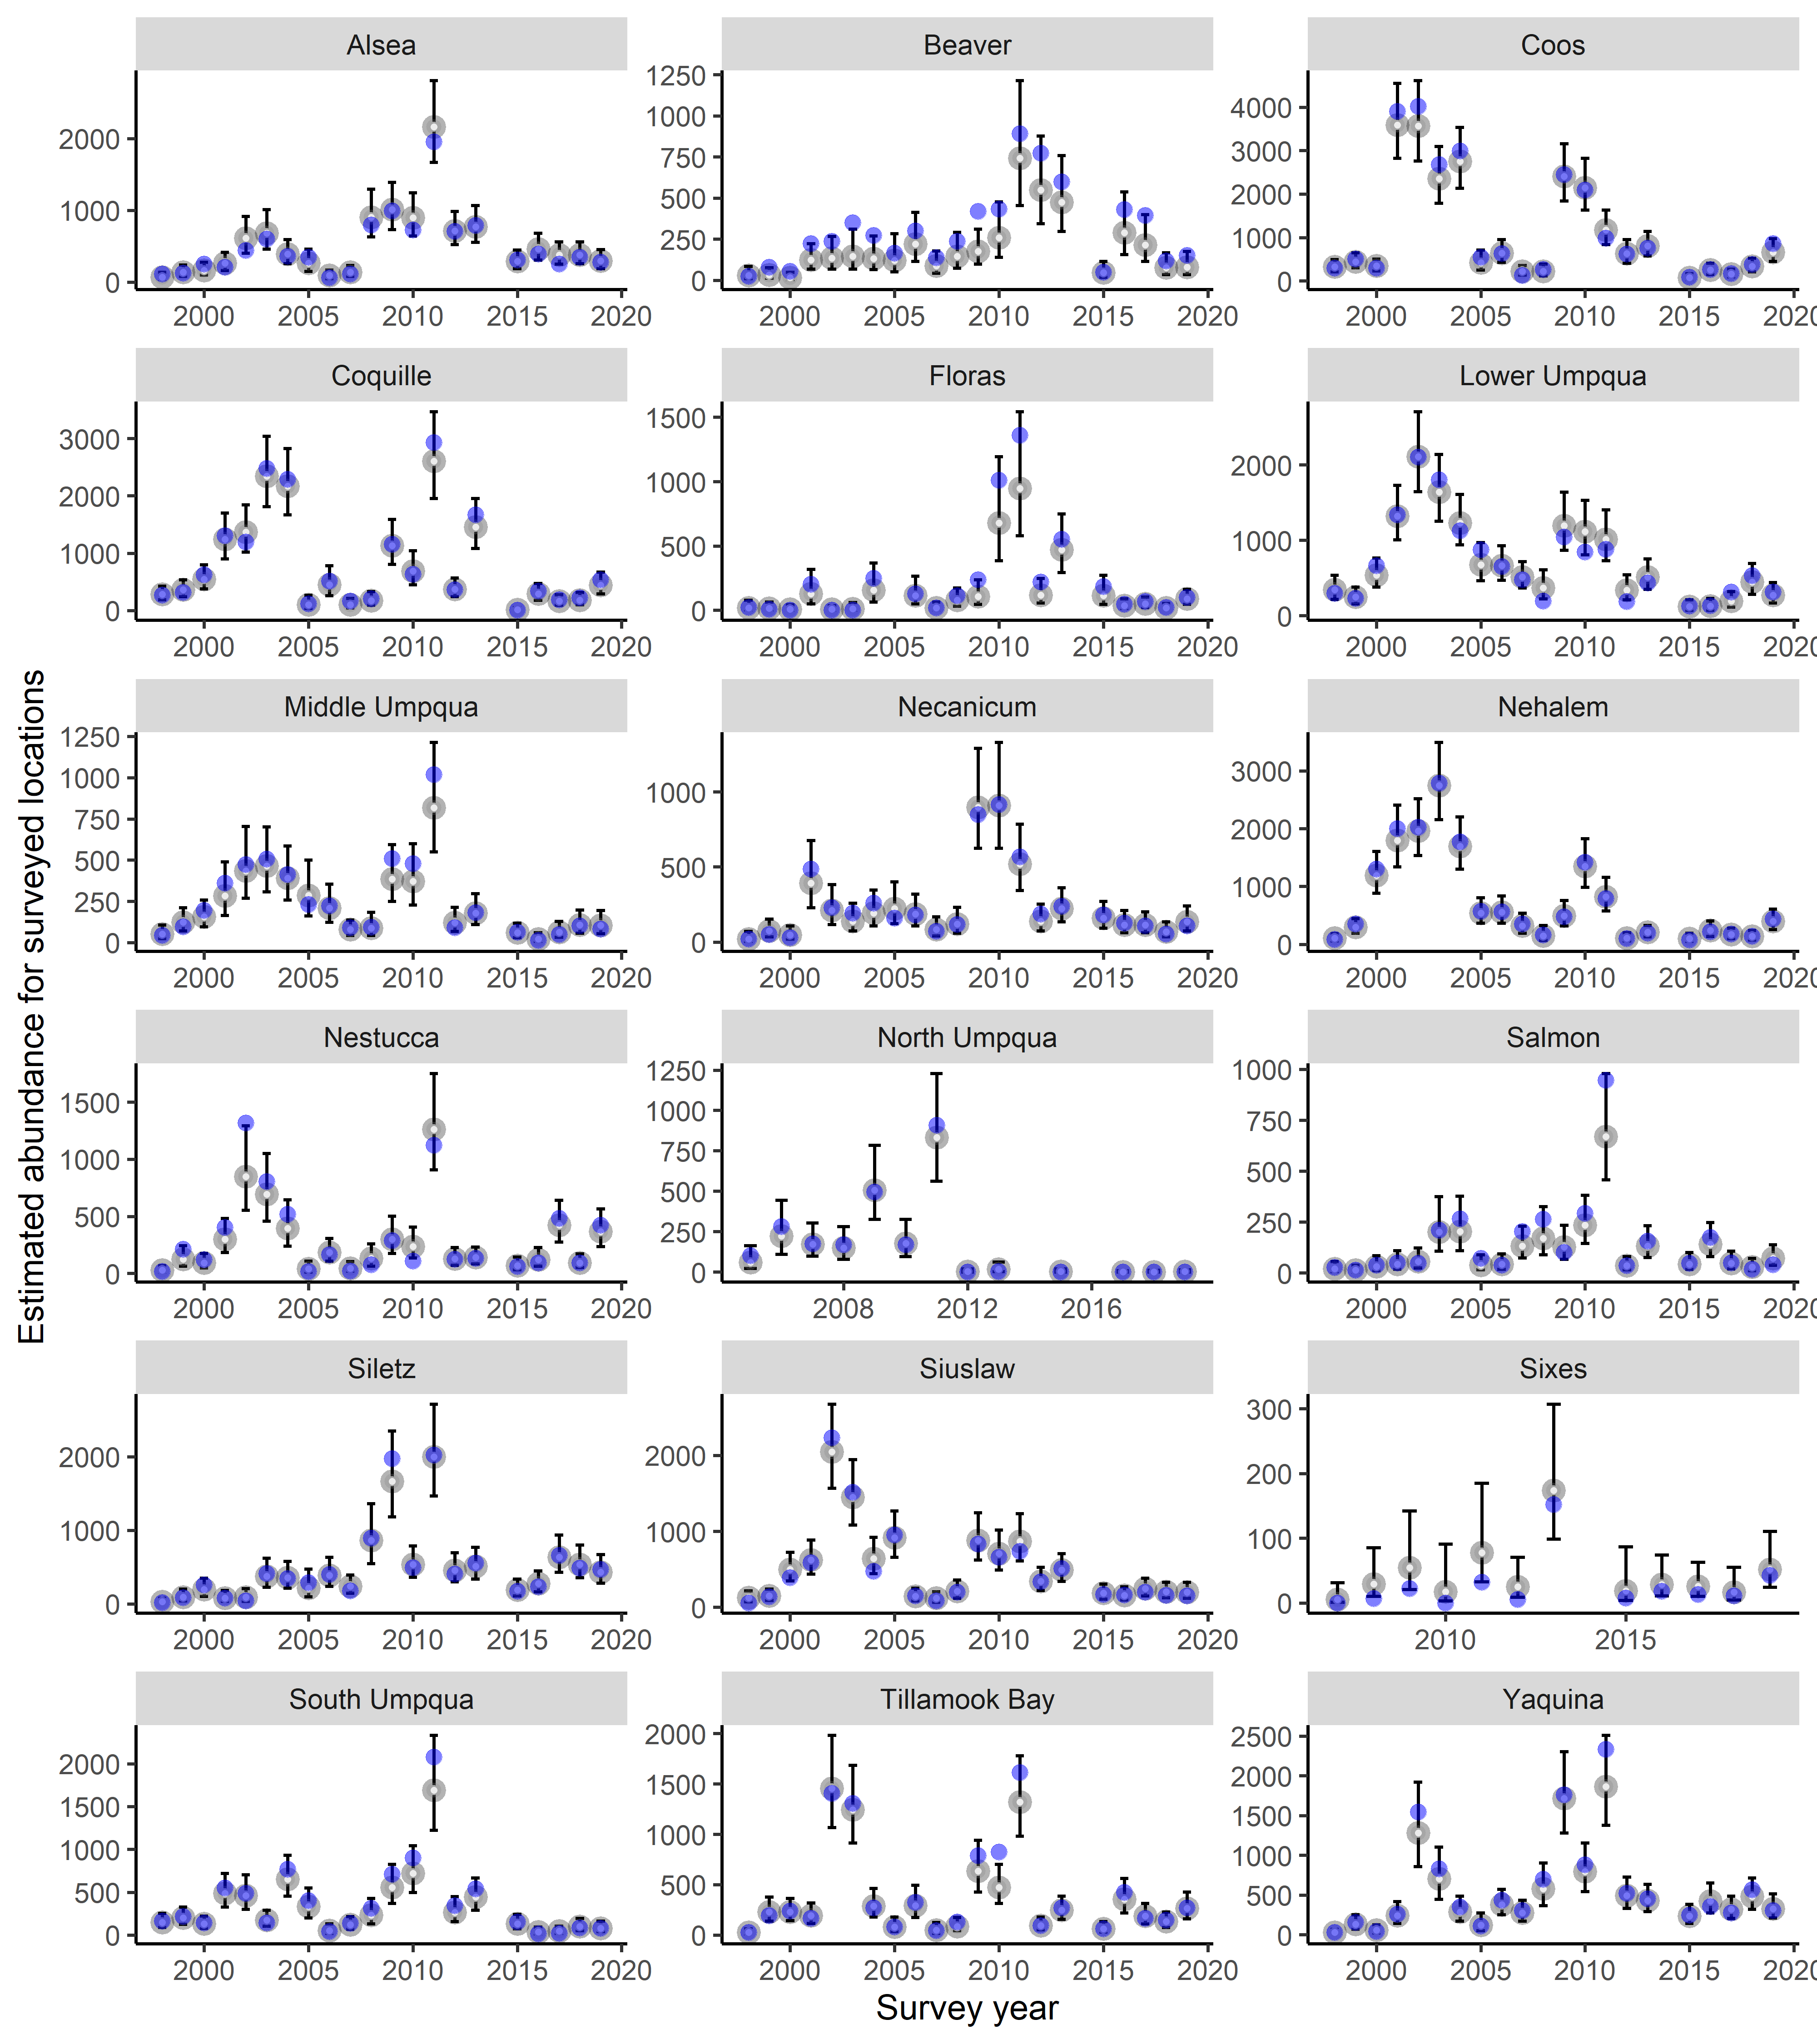 Estimated abundance for surveyed locations
Alsea
2000
1000
0
2000 2005 2010 2015 2020
Beaver
1250
1000
750
500
250
0
2000 2005 2010 2015 2020
Coos
4000
3000
2000
1000
0
2000 2005 2010 2015 2020
Coquille
3000
2000
1000
0
2000 2005 2010 2015 2020
Floras
1500
1000
500
0
2000 2005 2010 2015 2020
Lower Umpqua
2000
1000
0
2000 2005 2010 2015 2020
Middle Umpqua
1250
1000
750
500
250
0
2000 2005 2010 2015 2020
Necanicum
1000
500
0
2000 2005 2010 2015 2020
Nehalem
3000
2000
1000
0
2000 2005 2010 2015 2020
Nestucca
1500
1000
500
0
2000 2005 2010 2015 2020
North Umpqua
1250
1000
750
500
250
0
2008 2012 2016
Salmon
1000
750
500
250
0
2000 2005 2010 2015 2020
Siletz
2000
1000
0
2000 2005 2010 2015 2020
Siuslaw
2000
1000
0
2000 2005 2010 2015 2020
Sixes
300
200
100
0
2010 2015
South Umpqua
2000
1500
1000
500
0
2000 2005 2010 2015 2020
Tillamook Bay
2000
1500
1000
500
0
2000 2005 2010 2015 2020
Yaquina
2500
2000
1500
1000
500
0
2000 2005 2010 2015 2020
Survey year